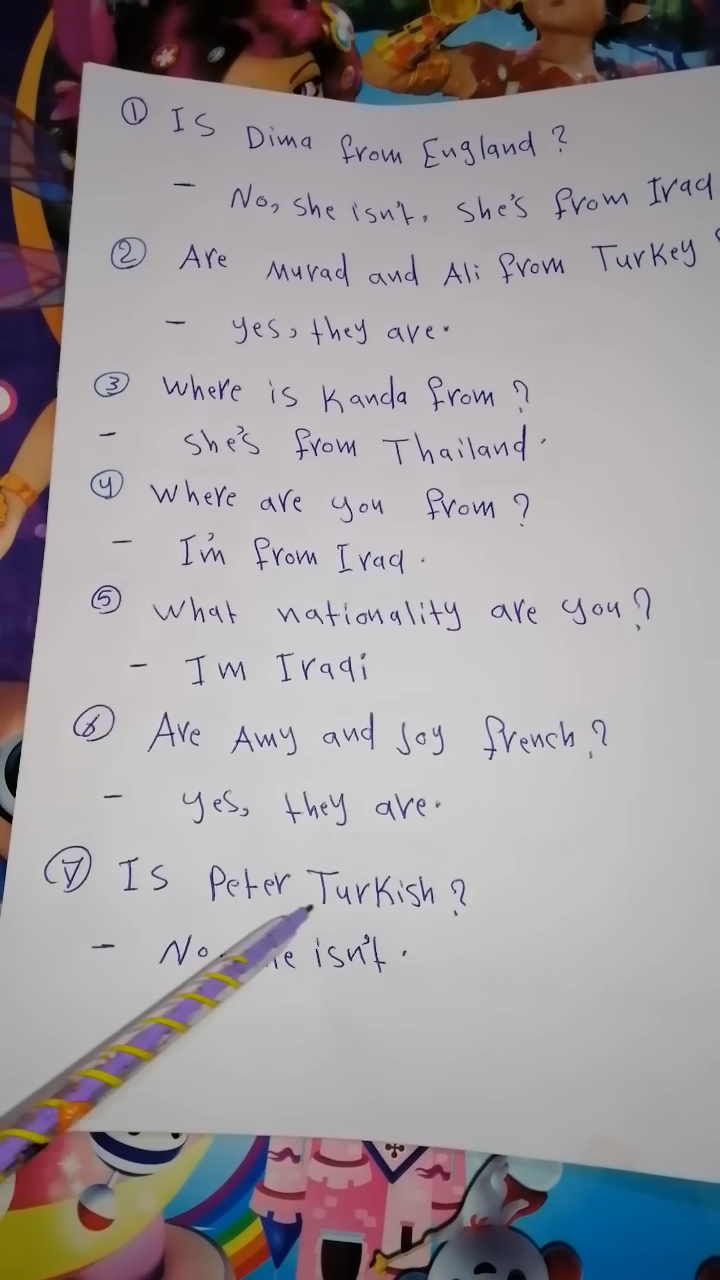 ① Is Dima from England?
- No, she isn't. She's from Iraq
② Are Murad and Ali from Turkey ?
- yes, they are.
③ Where is Kanda from?
- She's from Thailand.
④ Where are you from?
- I'm from Iraq.
⑤ What nationality are you?
- Im Iraqi
⑥ Are Amy and Joy french?
- yes, they are.
⑦ Is Peter Turkish?
- No, isn't.